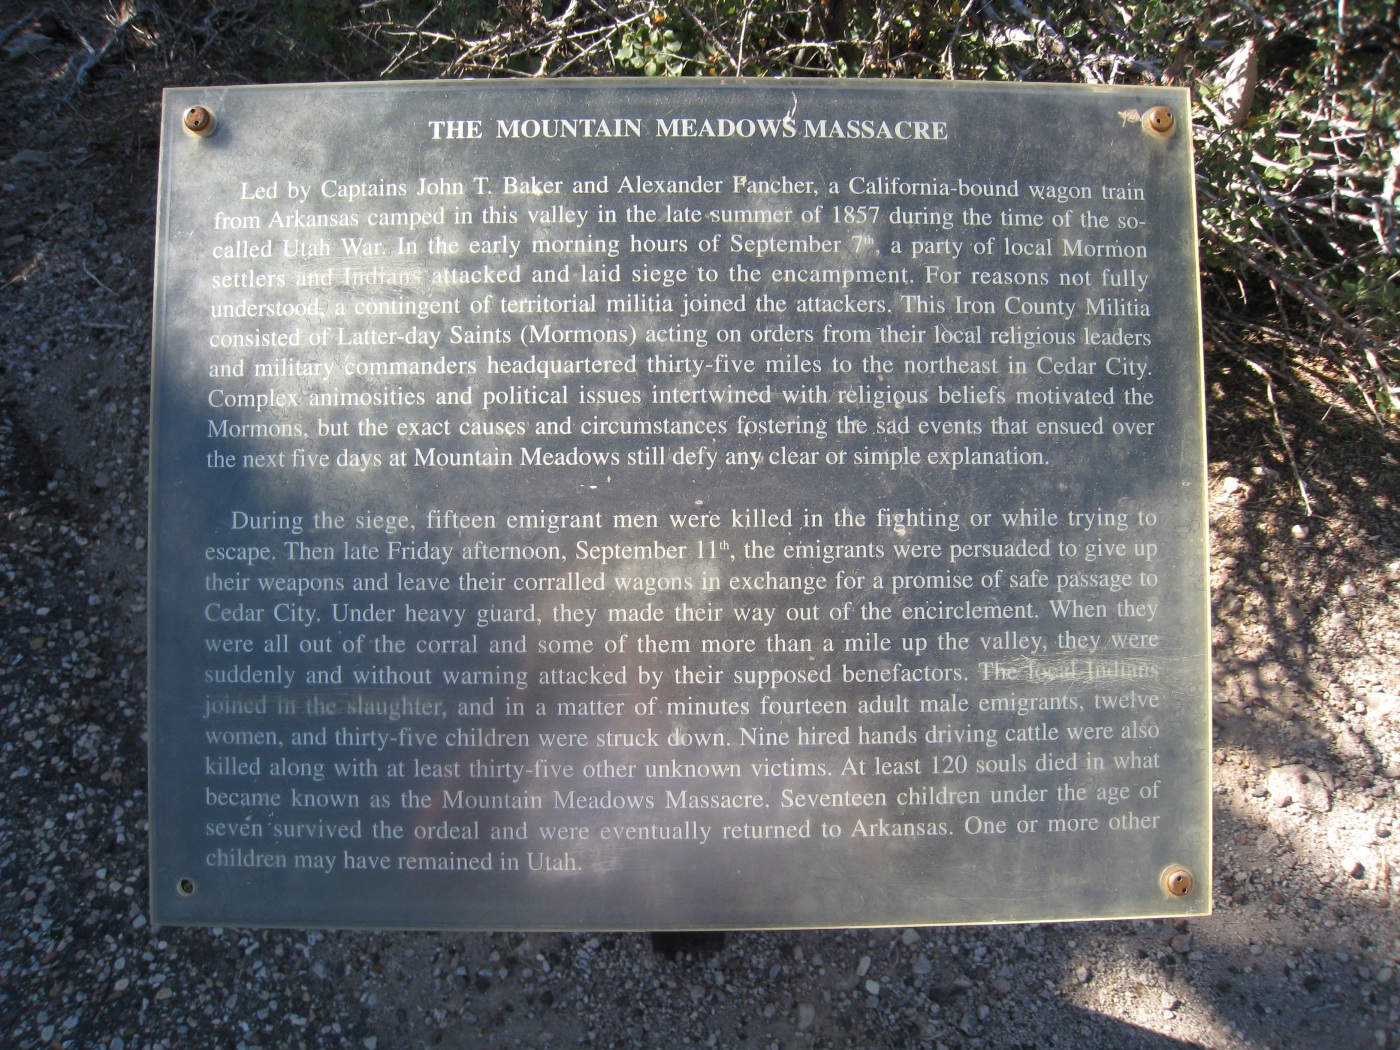 THE MOUNTAIN MEADOWS MASSACRE
Led by Captains John T. Baker and Alexander Fancher, a California-bound wagon train
from Arkansas camped in this valley in the late summer of 1857 during the time of the so-
called Utah War. In the early morning hours of September 7th, a party of local Mormon
settlers and Indians attacked and laid siege to the encampment. For reasons not fully
understood, a contingent of territorial militia joined the attackers. This Iron County Militia
consisted of Latter-day Saints (Mormons) acting on orders from their local religious leaders
and military commanders headquartered thirty-five miles to the northeast in Cedar City.
Complex animosities and political issues intertwined with religious beliefs motivated the
Mormons, but the exact causes and circumstances fostering the sad events that ensued over
the next five days at Mountain Meadows still defy any clear or simple explanation.
During the siege, fifteen emigrant men were killed in the fighting or while trying to
escape. Then late Friday afternoon, September 11th, the emigrants were persuaded to give up
their weapons and leave their corralled wagons in exchange for a promise of safe passage to
Cedar City. Under heavy guard, they made their way out of the encirclement. When they
were all out of the corral and some of them more than a mile up the valley, they were
suddenly and without warning attacked by their supposed benefactors. The local Indians
joined in the slaughter, and in a matter of minutes fourteen adult male emigrants, twelve
women, and thirty-five children were struck down. Nine hired hands driving cattle were also
killed along with at least thirty-five other unknown victims. At least 120 souls died in what
became known as the Mountain Meadows Massacre. Seventeen children under the age of
seven survived the ordeal and were eventually returned to Arkansas. One or more other
children may have remained in Utah.